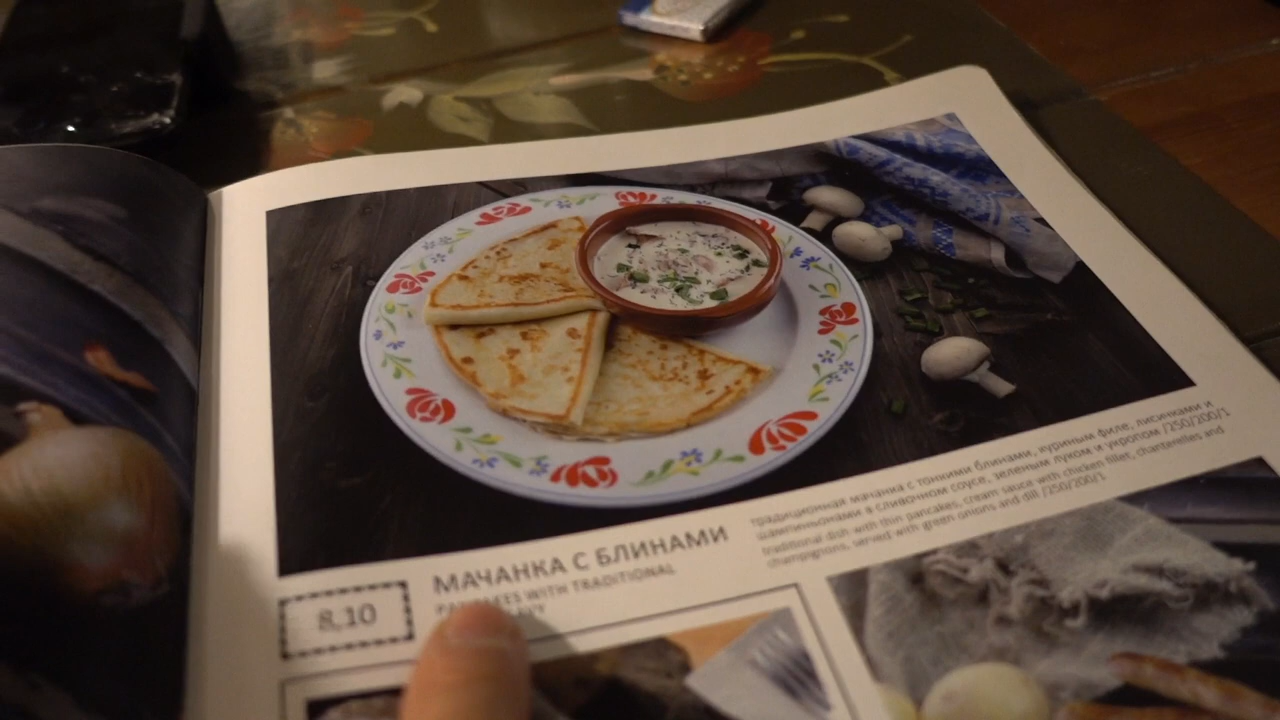 8,10
МАЧАНКА С БЛИНАМИ
PANCAKES WITH TRADITIONAL
традиционная мачанка с тонкими блинами, куриным филе, лисичками и
шампиньонами в сливочном соусе, зеленым луком и укропом /250/200/1
traditional dish with thin pancakes, cream sauce with chicken fillet, chanterelles and
champignons, served with green onions and dill /250/200/1